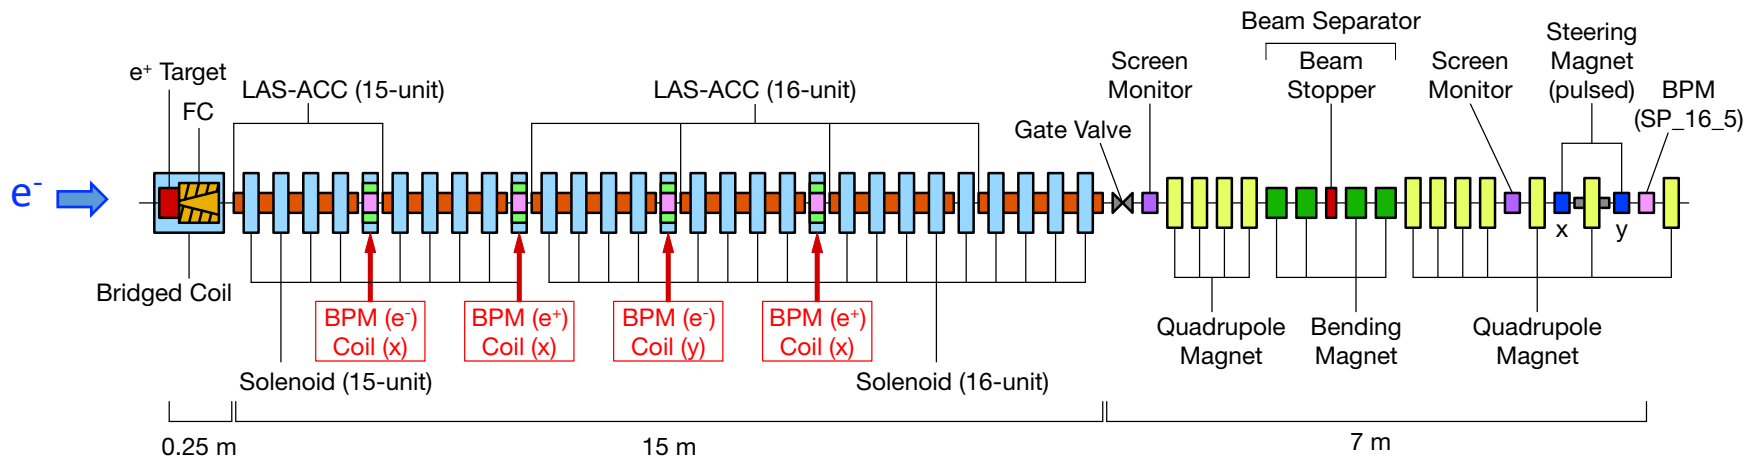 Beam Separator
e⁺ Target
FC
LAS-ACC (15-unit)
LAS-ACC (16-unit)
Gate Valve
Screen
Monitor
Beam
Stopper
Screen
Monitor
Steering
Magnet
(pulsed)
BPM
(SP_16_5)
e⁻
x
y
Bridged Coil
BPM (e⁻)
Coil (x)
BPM (e⁺)
Coil (x)
BPM (e⁻)
Coil (y)
BPM (e⁺)
Coil (x)
Quadrupole
Magnet
Bending
Magnet
Quadrupole
Magnet
Solenoid (15-unit)
Solenoid (16-unit)
0.25 m
15 m
7 m